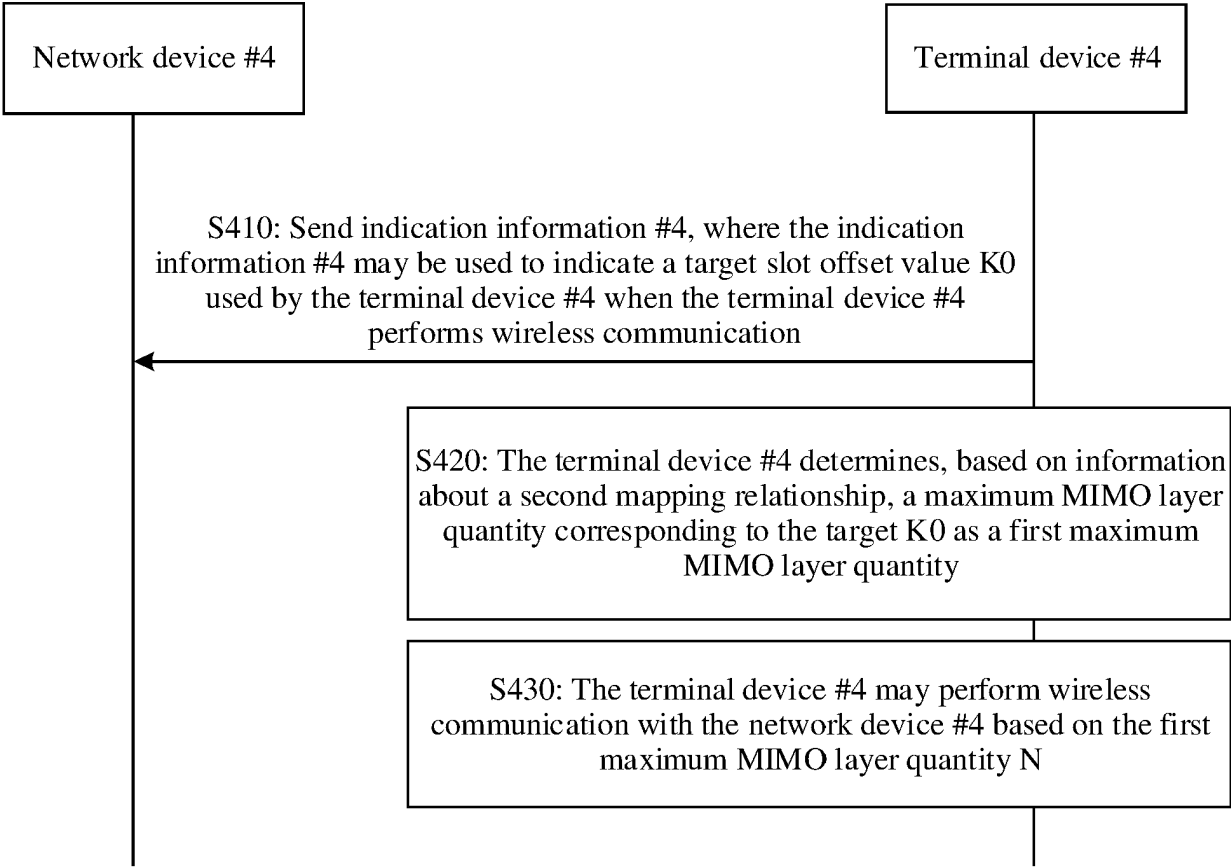 Network device #4
Terminal device #4
S410: Send indication information #4, where the indication
information #4 may be used to indicate a target slot offset value K0
used by the terminal device #4 when the terminal device #4
performs wireless communication
S420: The terminal device #4 determines, based on information
about a second mapping relationship, a maximum MIMO layer
quantity corresponding to the target K0 as a first maximum
MIMO layer quantity
S430: The terminal device #4 may perform wireless
communication with the network device #4 based on the first
maximum MIMO layer quantity N